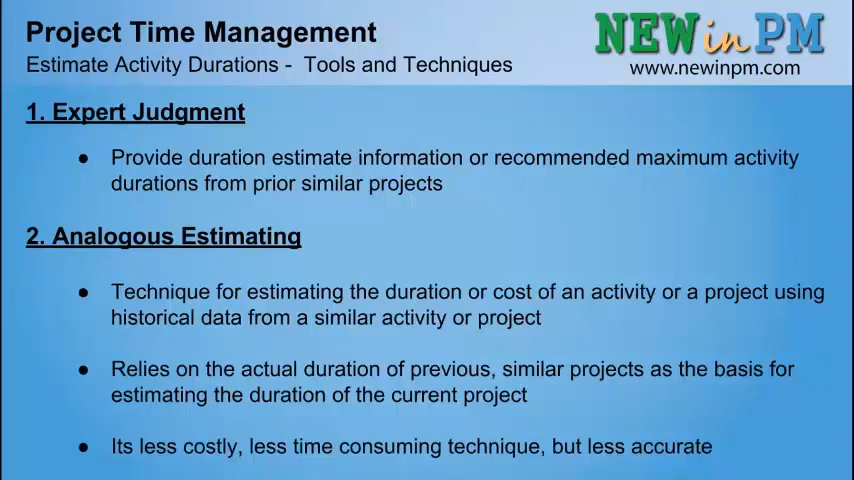 Project Time Management
Estimate Activity Durations -  Tools and Techniques
NEW in PM
www.newinpm.com
1. Expert Judgment
● Provide duration estimate information or recommended maximum activity
durations from prior similar projects
2. Analogous Estimating
● Technique for estimating the duration or cost of an activity or a project using
historical data from a similar activity or project
● Relies on the actual duration of previous, similar projects as the basis for
estimating the duration of the current project
● Its less costly, less time consuming technique, but less accurate